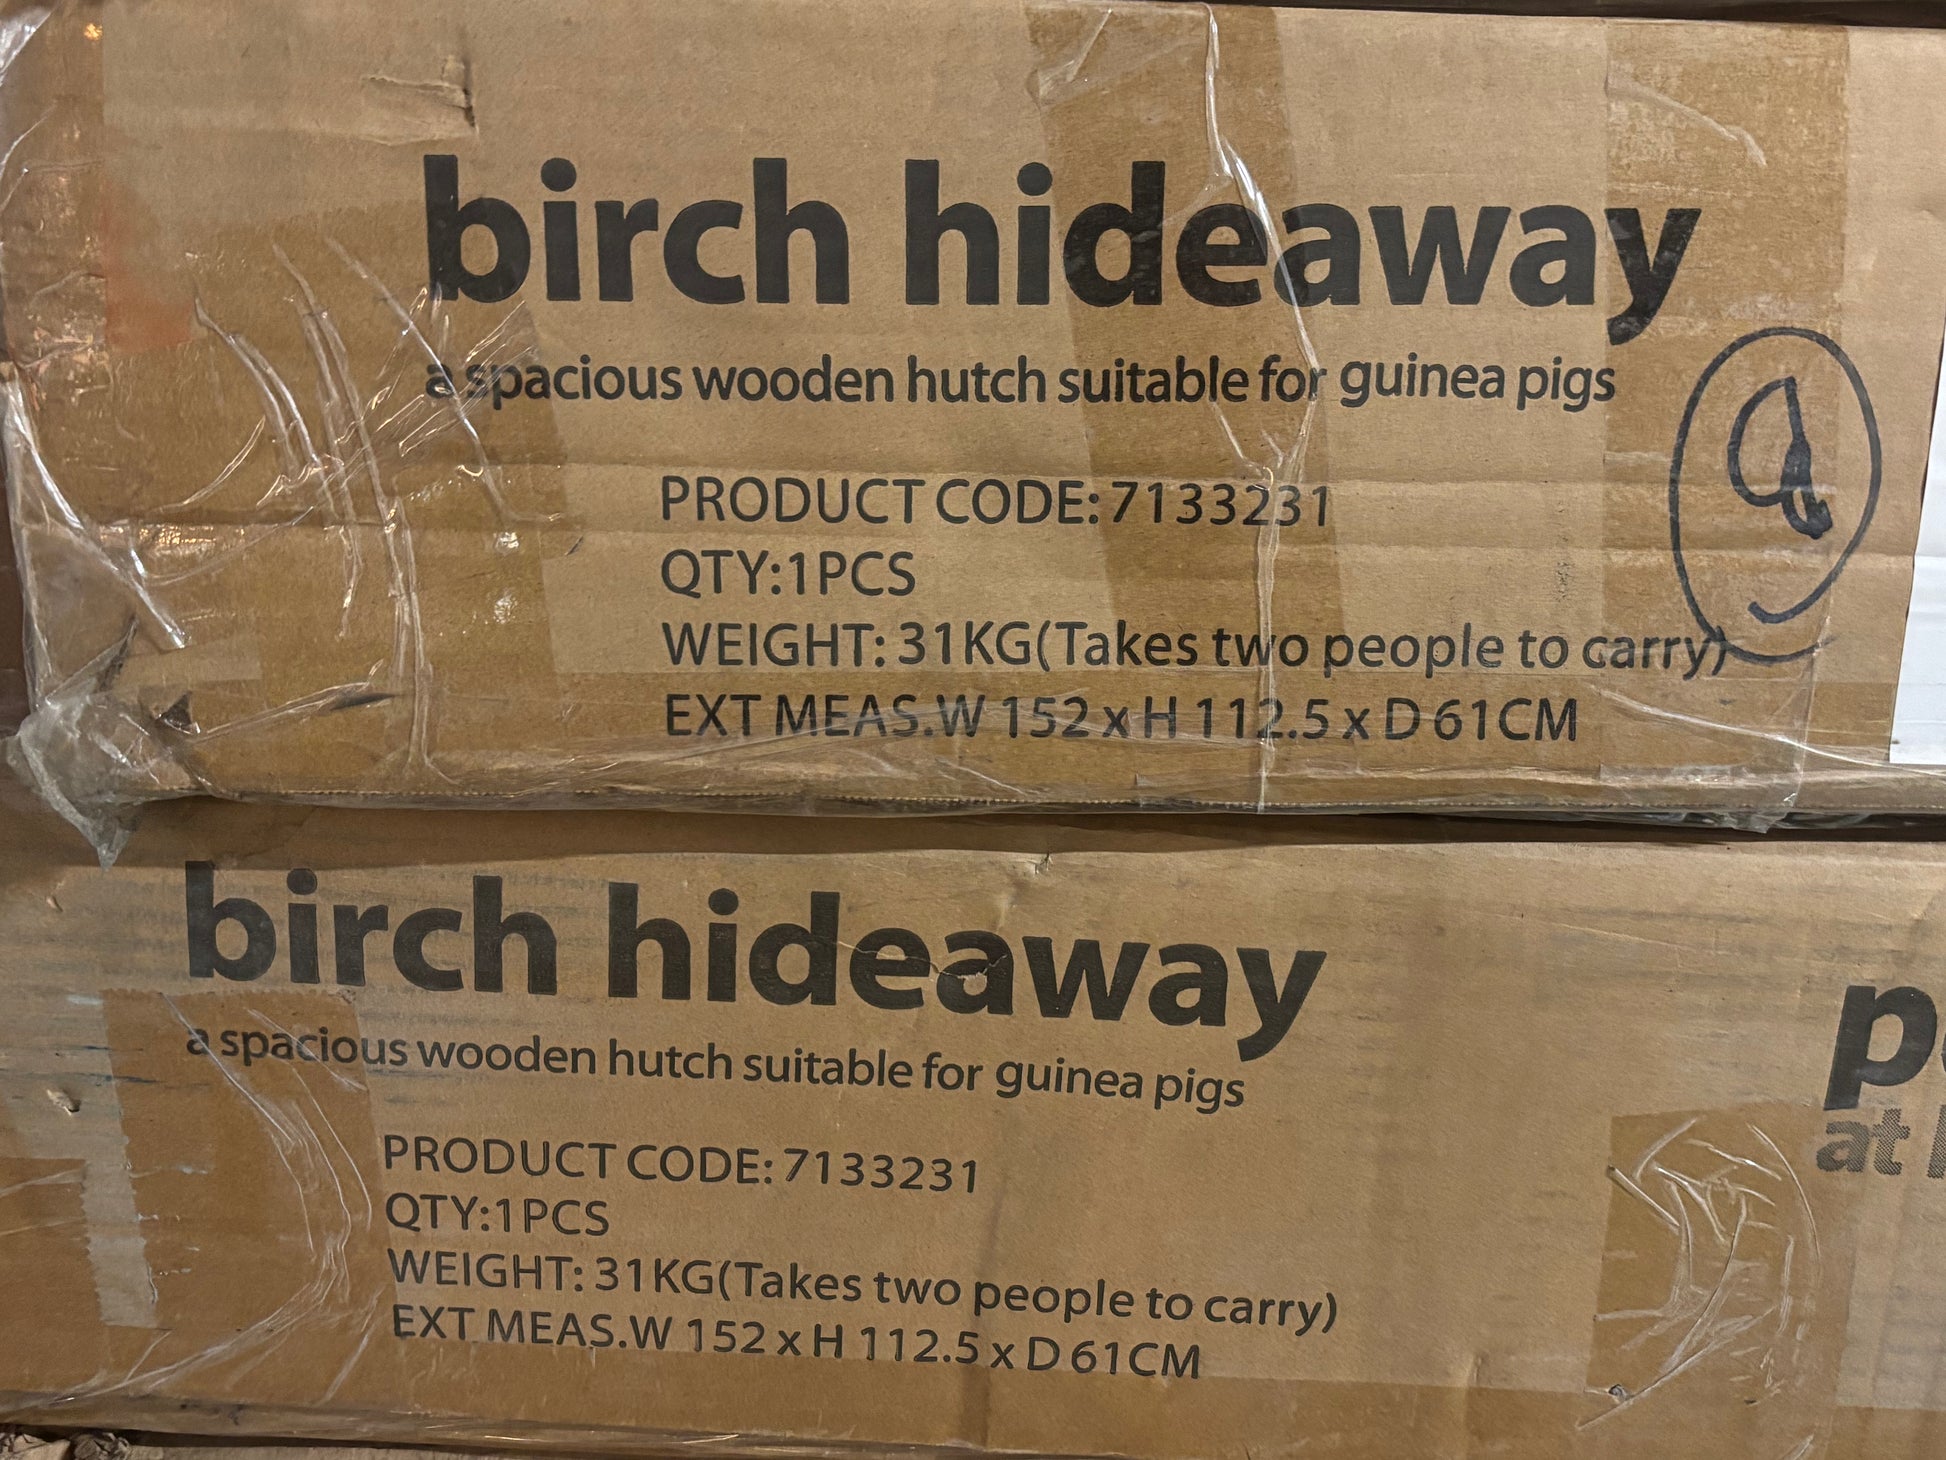 birch hideaway
a spacious wooden hutch suitable for guinea pigs
PRODUCT CODE: 7133231
QTY:1PCS
WEIGHT: 31KG(Takes two people to carry)
EXT MEAS.W 152 x H 112.5 x D 61CM
birch hideaway
a spacious wooden hutch suitable for guinea pigs
PRODUCT CODE: 7133231
QTY:1PCS
WEIGHT: 31KG(Takes two people to carry)
EXT MEAS.W 152 x H 112.5 x D 61CM
at